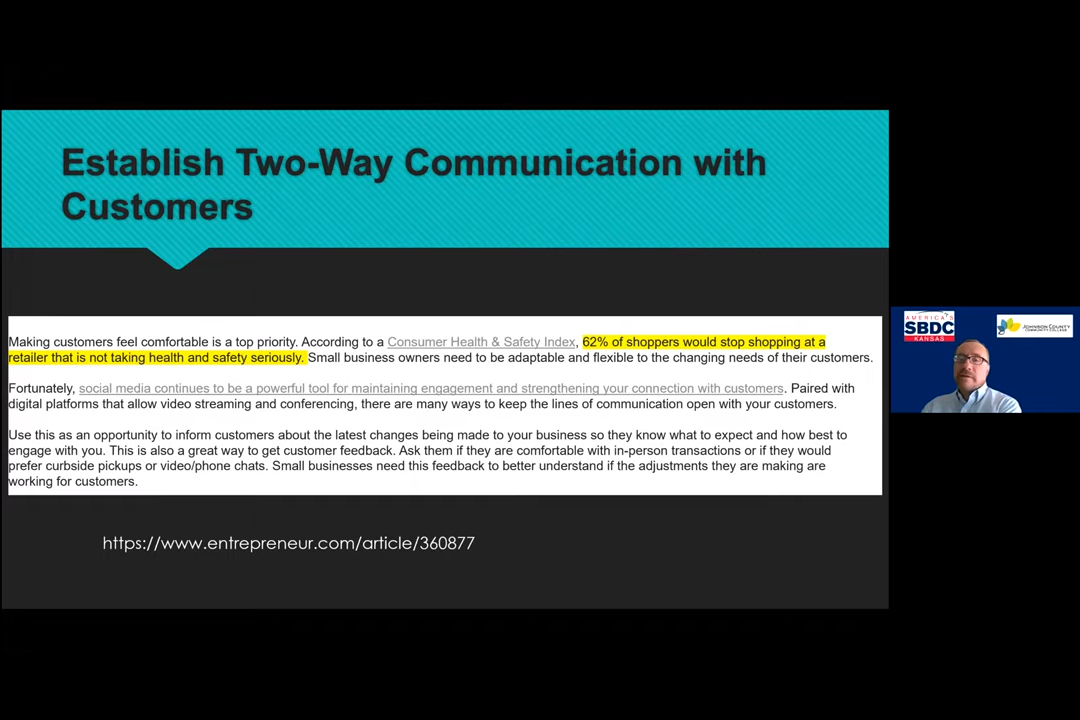 Establish Two-Way Communication with
Customers
Making customers feel comfortable is a top priority. According to a Consumer Health & Safety Index, 62% of shoppers would stop shopping at a
retailer that is not taking health and safety seriously. Small business owners need to be adaptable and flexible to the changing needs of their customers.
Fortunately, social media continues to be a powerful tool for maintaining engagement and strengthening your connection with customers. Paired with
digital platforms that allow video streaming and conferencing, there are many ways to keep the lines of communication open with your customers.
Use this as an opportunity to inform customers about the latest changes being made to your business so they know what to expect and how best to
engage with you. This is also a great way to get customer feedback. Ask them if they are comfortable with in-person transactions or if they would
prefer curbside pickups or video/phone chats. Small businesses need this feedback to better understand if the adjustments they are making are
working for customers.
https://www.entrepreneur.com/article/360877
AMERICA'S
SBDC
KANSAS
JOHNSON COUNTY
COMMUNITY COLLEGE